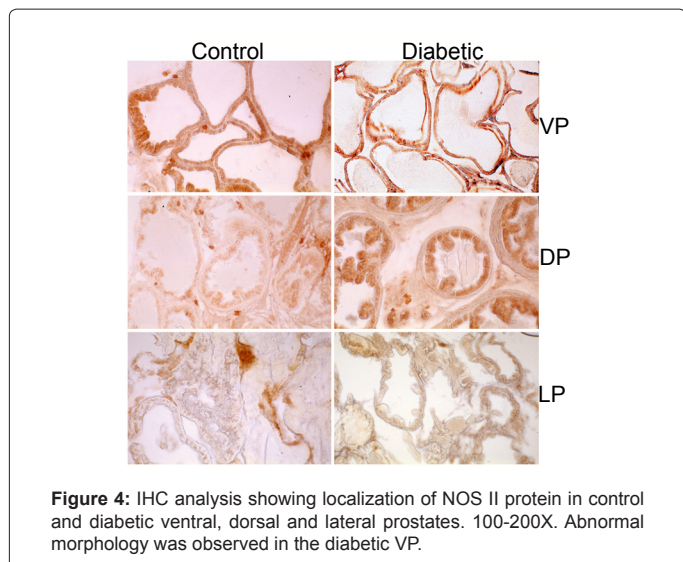 Control Diabetic
VP
DP
LP
Figure 4: IHC analysis showing localization of NOS II protein in control
and diabetic ventral, dorsal and lateral prostates. 100-200X. Abnormal
morphology was observed in the diabetic VP.